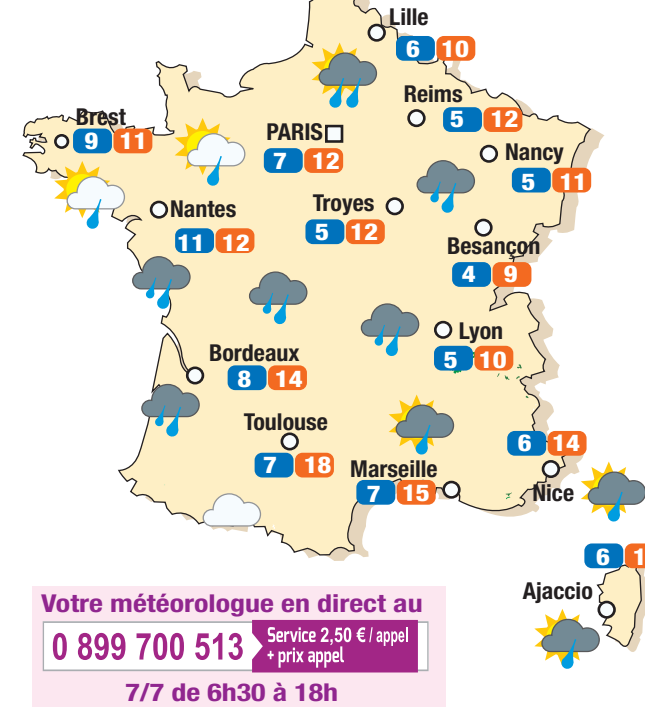 Lille
6 10
Reims
5 12
Brest
9 11
PARIS
7 12
Nancy
5 11
Nantes
11 12
Troyes
5 12
Besançon
4 9
Lyon
5 10
Bordeaux
8 14
Toulouse
7 18
6 14
Nice
Marseille
7 15
6 1
Ajaccio
Votre météorologue en direct au
0 899 700 513 Service 2,50 € / appel
+ prix appel
7/7 de 6h30 à 18h